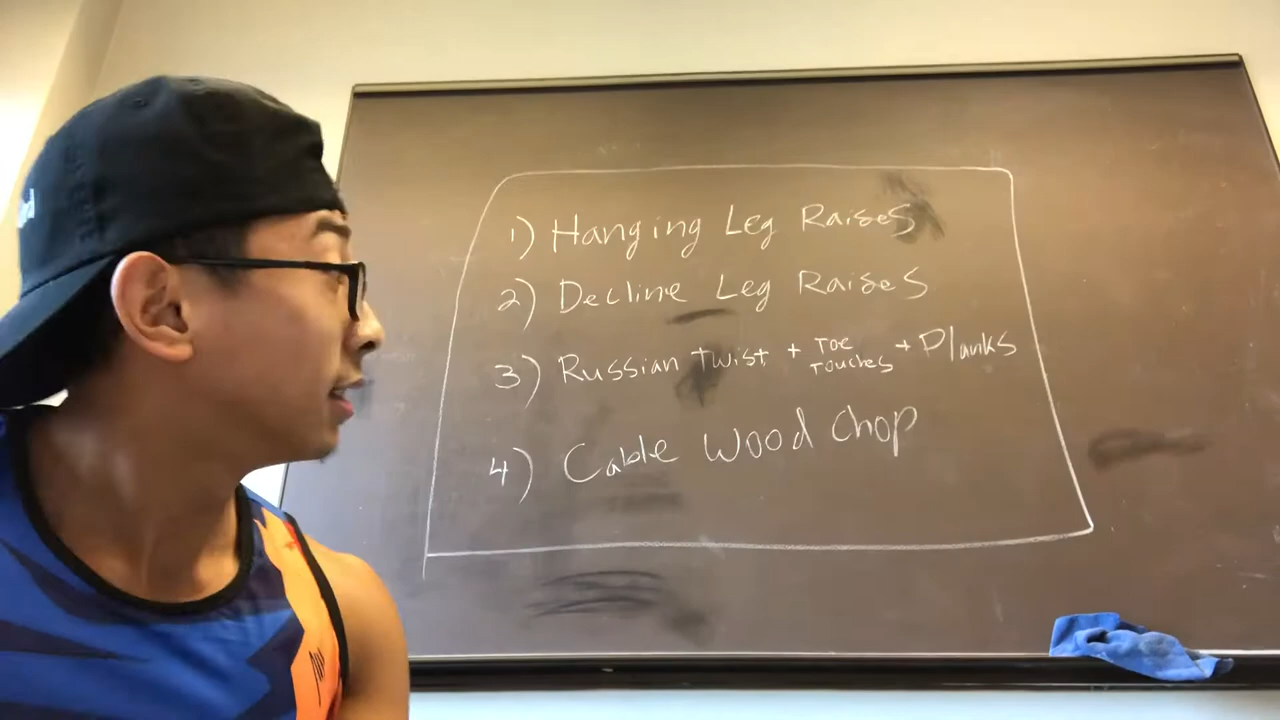 1) Hanging Leg Raises
2) Decline Leg Raises
3) Russian twist + Toe Touches + Planks
4) Cable Wood Chop